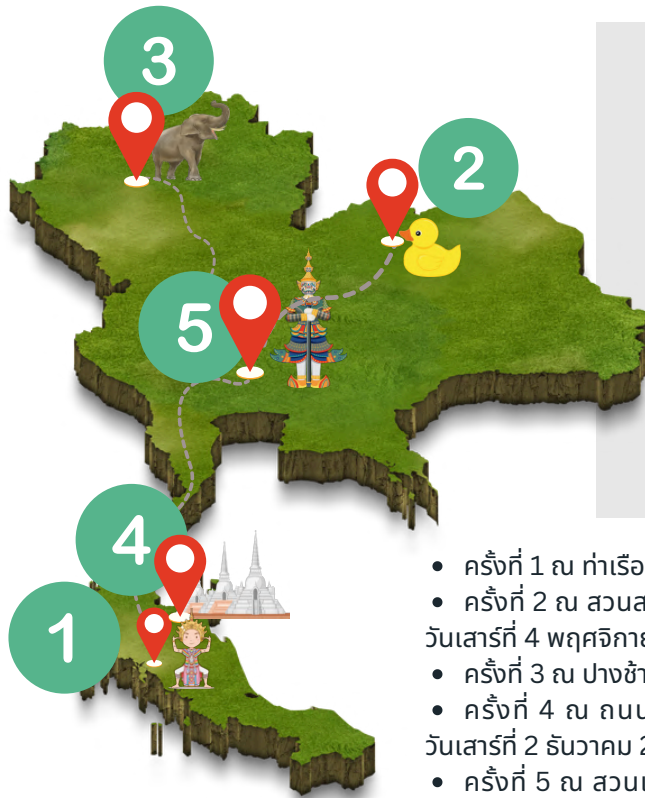 3
2
5
4
1
• ครั้งที่ 1 ณ ท่าเรือ
• ครั้งที่ 2 ณ สวนส
วันเสาร์ที่ 4 พฤศจิกาย
• ครั้งที่ 3 ณ ปางช้า
• ครั้งที่ 4 ณ ถนน
วันเสาร์ที่ 2 ธันวาคม 2
• ครั้งที่ 5 ณ สวนเ